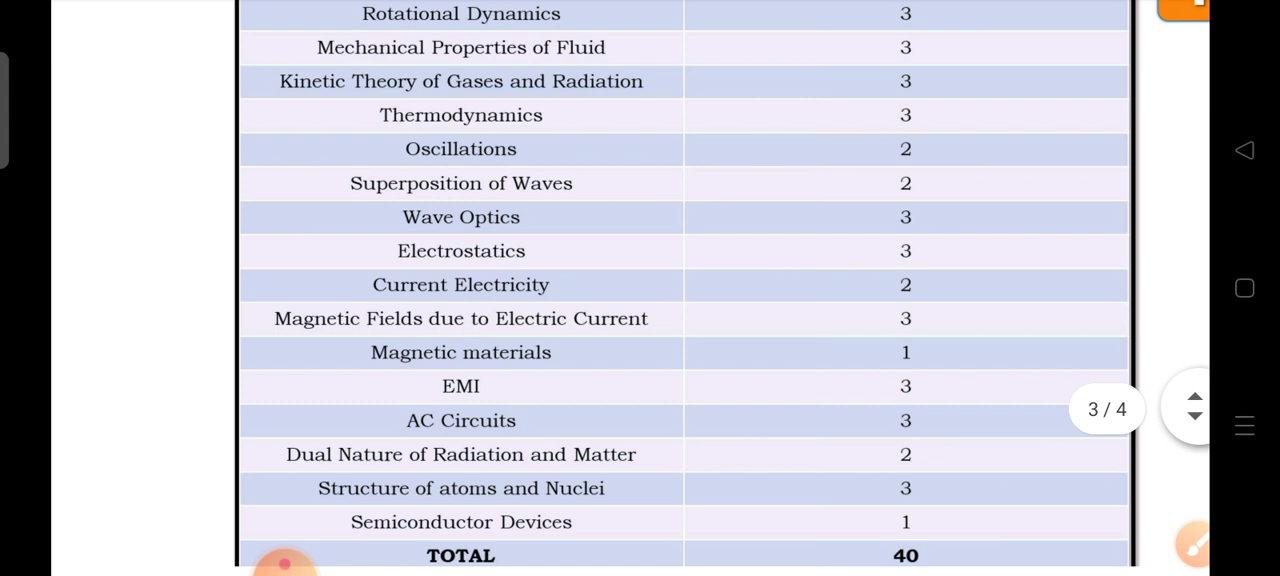 Rotational Dynamics 3
Mechanical Properties of Fluid 3
Kinetic Theory of Gases and Radiation 3
Thermodynamics 3
Oscillations 2
Superposition of Waves 2
Wave Optics 3
Electrostatics 3
Current Electricity 2
Magnetic Fields due to Electric Current 3
Magnetic materials 1
EMI 3
AC Circuits 3
3 / 4
Dual Nature of Radiation and Matter 2
Structure of atoms and Nuclei 3
Semiconductor Devices 1
TOTAL 40